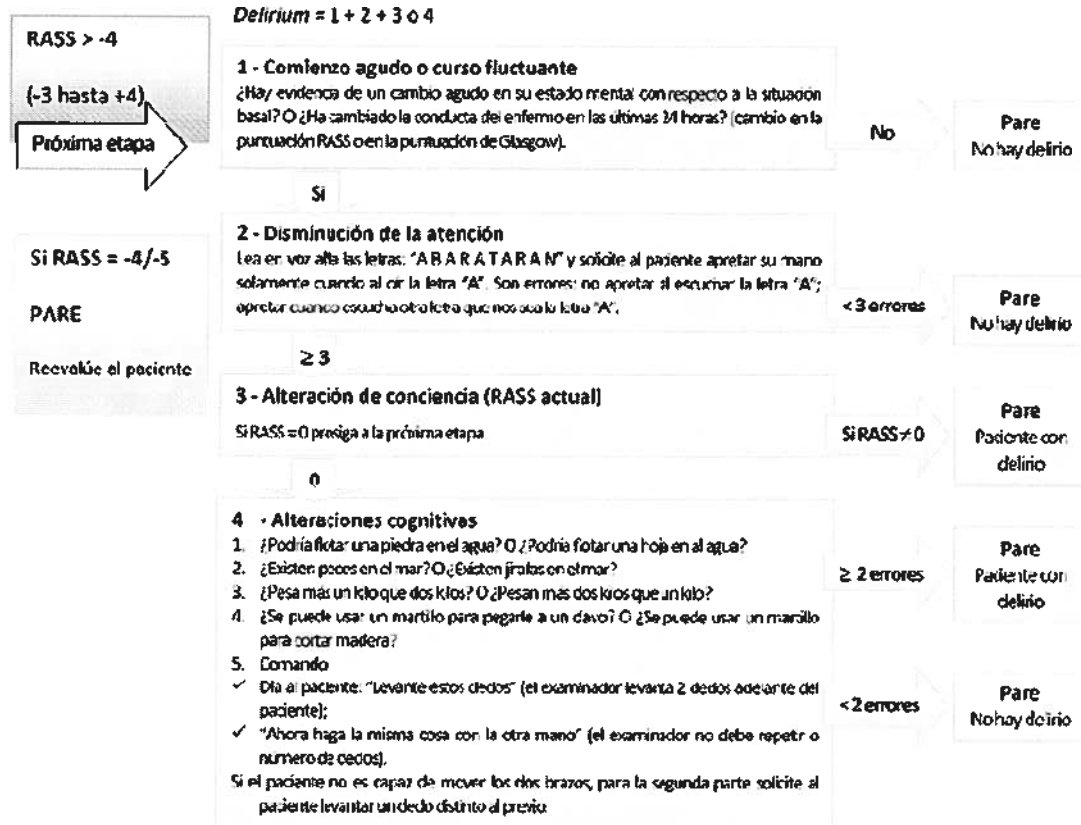 Delirium = 1 + 2 + 3 o 4
RASS > -4
(-3 hasta +4)
Próxima etapa
1 - Comienzo agudo o curso fluctuante
¿Hay evidencia de un cambio agudo en su estado mental con respecto a la situación
basal? O ¿Ha cambiado la conducta del enfermo en las últimas 24 horas? (cambio en la
puntuación RASS o en la puntuación de Glasgow).
No
Pare
No hay delirio
Si
Si RASS = -4/-5
PARE
Reevalúe al paciente
2 - Disminución de la atención
Lea en voz alta las letras: "A B A R A T A R A N" y solicite al paciente apretar su mano
solamente cuando al oír la letra "A". Son errores: no apretar al escuchar la letra "A";
apretar cuando escucha otra letra que no sea la letra "A".
<3 errores
Pare
No hay delirio
≥ 3
3 - Alteración de conciencia (RASS actual)
Si RASS = 0 prosiga a la próxima etapa
Si RASS ≠ 0
Pare
Paciente con
delirio
0
4 - Alteraciones cognitivas
1. ¿Podría flotar una piedra en el agua? O ¿Podría flotar una hoja en al agua?
2. ¿Existen peces en el mar? O ¿Existen jirafas en el mar?
3. ¿Pesa más un kilo que dos kilos? O ¿Pesan más dos kilos que un kilo?
4. ¿Se puede usar un martillo para pegarle a un clavo? O ¿Se puede usar un martillo
para cortar madera?
5. Comando
✓ Dia al paciente: "Levante estos dedos" (el examinador levanta 2 dedos adelante del
paciente);
✓ "Ahora haga la misma cosa con la otra mano" (el examinador no debe repetir o
número de dedos).
Si el paciente no es capaz de mover los dos brazos, para la segunda parte solicite al
paciente levantar un dedo distinto al previo
≥ 2 errores
Pare
Paciente con
delirio
<2 errores
Pare
No hay delirio